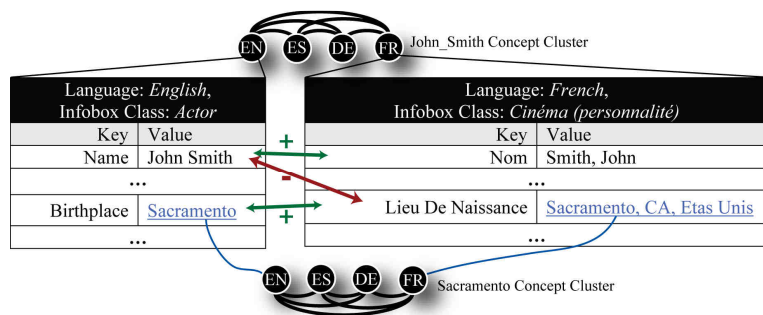 EN ES DE FR
John_Smith Concept Cluster
Language: English,
Infobox Class: Actor
Key Value
Name John Smith
...
Birthplace Sacramento
...
+
-
+
Language: French,
Infobox Class: Cinéma (personnalité)
Key Value
Nom Smith, John
...
Lieu De Naissance Sacramento, CA, Etas Unis
...
EN ES DE FR
Sacramento Concept Cluster